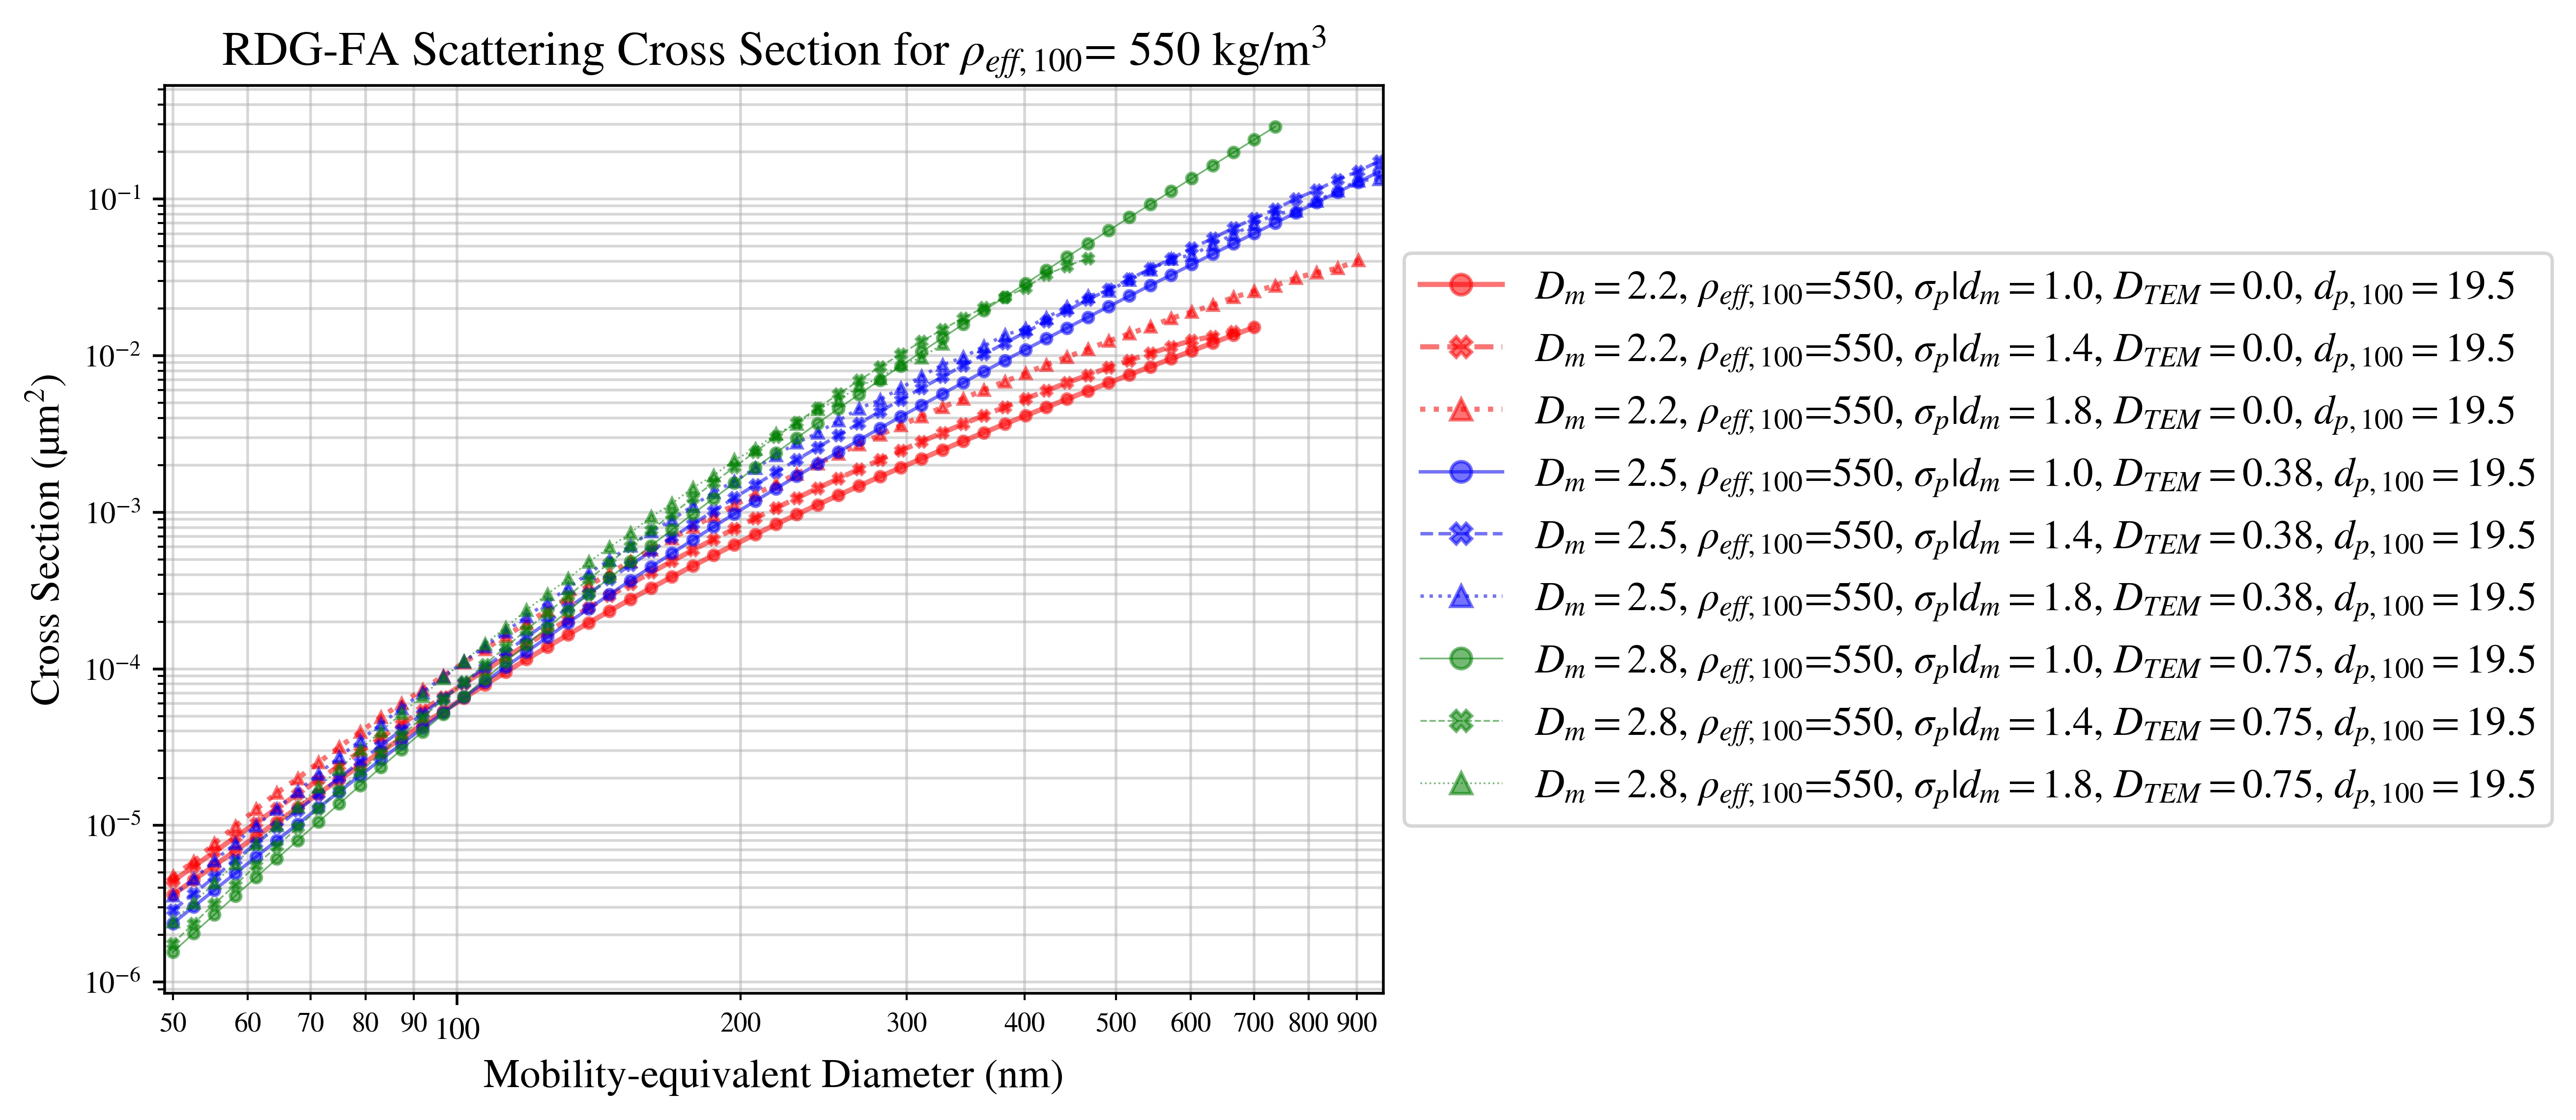 RDG-FA Scattering Cross Section for ρeff,100= 550 kg/m³
Cross Section (μm²)
10⁻¹
10⁻²
10⁻³
10⁻⁴
10⁻⁵
10⁻⁶
50 60 70 80 90 100 200 300 400 500 600 700 800 900
Mobility-equivalent Diameter (nm)
Dm = 2.2, ρeff,100=550, σp|dm = 1.0, DTEM = 0.0, dp,100 = 19.5
Dm = 2.2, ρeff,100=550, σp|dm = 1.4, DTEM = 0.0, dp,100 = 19.5
Dm = 2.2, ρeff,100=550, σp|dm = 1.8, DTEM = 0.0, dp,100 = 19.5
Dm = 2.5, ρeff,100=550, σp|dm = 1.0, DTEM = 0.38, dp,100 = 19.5
Dm = 2.5, ρeff,100=550, σp|dm = 1.4, DTEM = 0.38, dp,100 = 19.5
Dm = 2.5, ρeff,100=550, σp|dm = 1.8, DTEM = 0.38, dp,100 = 19.5
Dm = 2.8, ρeff,100=550, σp|dm = 1.0, DTEM = 0.75, dp,100 = 19.5
Dm = 2.8, ρeff,100=550, σp|dm = 1.4, DTEM = 0.75, dp,100 = 19.5
Dm = 2.8, ρeff,100=550, σp|dm = 1.8, DTEM = 0.75, dp,100 = 19.5